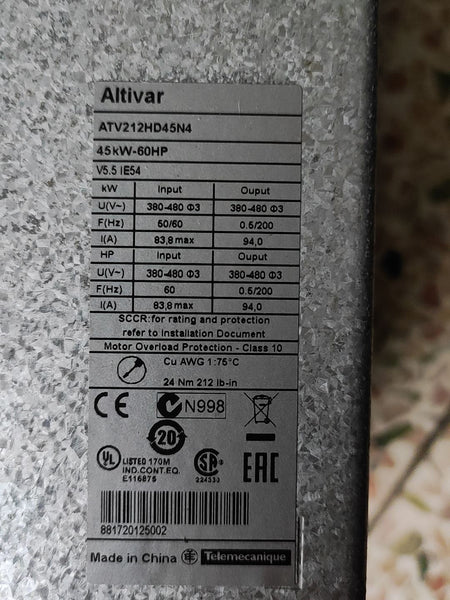 Altivar
ATV212HD45N4
45kW-60HP
V5.5 IE54
kW Input Ouput
U(V~) 380-480 Φ3 380-480 Φ3
F(Hz) 50/60 0.5/200
I(A) 83,8 max 94,0
HP Input Output
U(V~) 380-480 Φ3 380-480 Φ3
F(Hz) 60 0.5/200
I(A) 83,8 max 94,0
SCCR:for rating and protection
refer to Installation Document
Motor Overload Protection - Class 10
Cu AWG 1:75°C
24 Nm 212 lb-in
CE N998
20
UL LISTED 170M
IND.CONT.EQ.
E116875
SA
224333
EAC
881720125002
Made in China Telemecanique